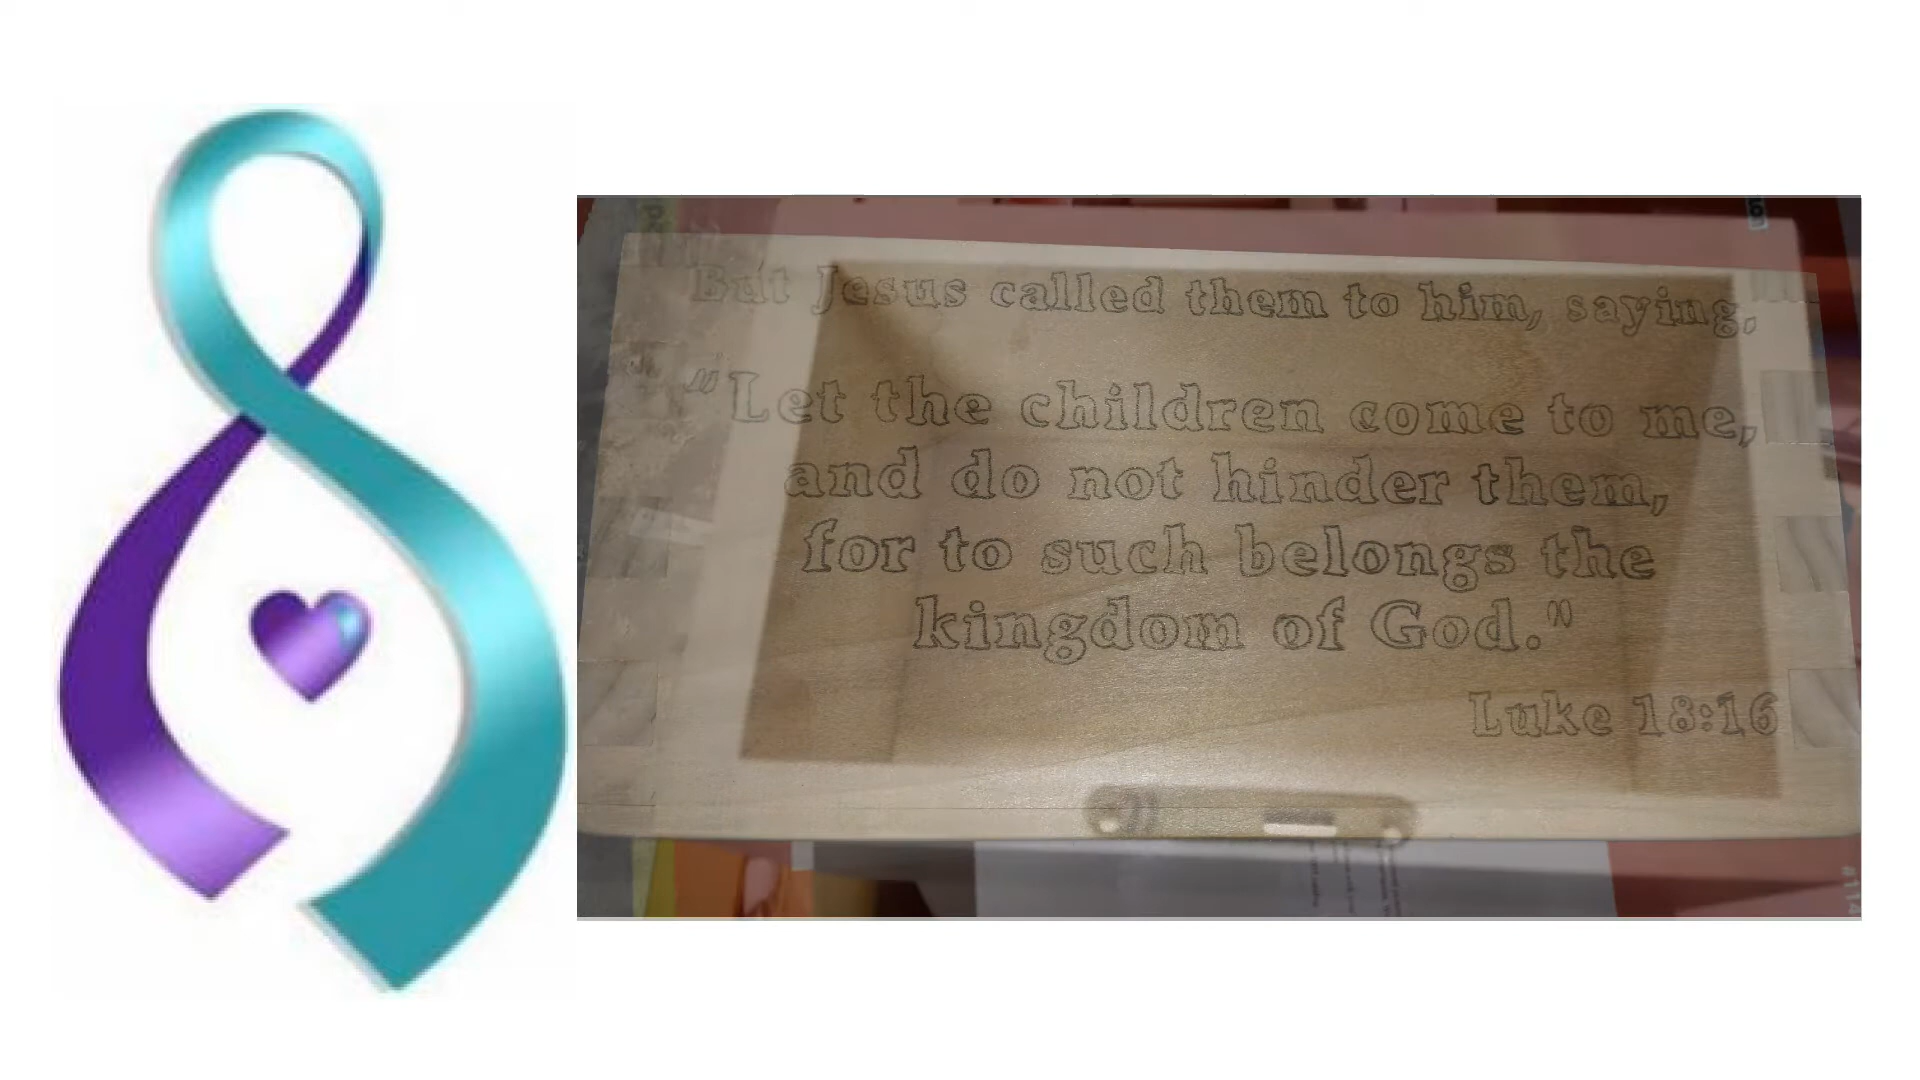 But Jesus called them to him, saying,
"Let the children come to me,
and do not hinder them,
for to such belongs the
kingdom of God."
Luke 18:16